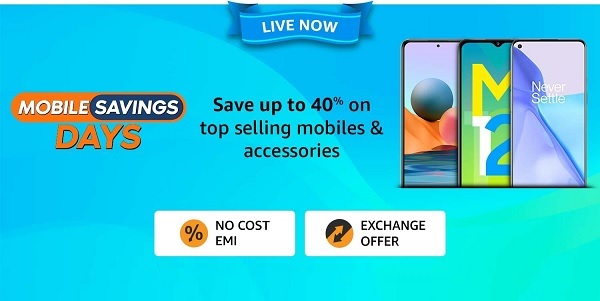 LIVE NOW
MOBILE SAVINGS
DAYS
Save up to 40% on
top selling mobiles &
accessories
M
12
Never
Settle
NO COST
EMI
EXCHANGE
OFFER